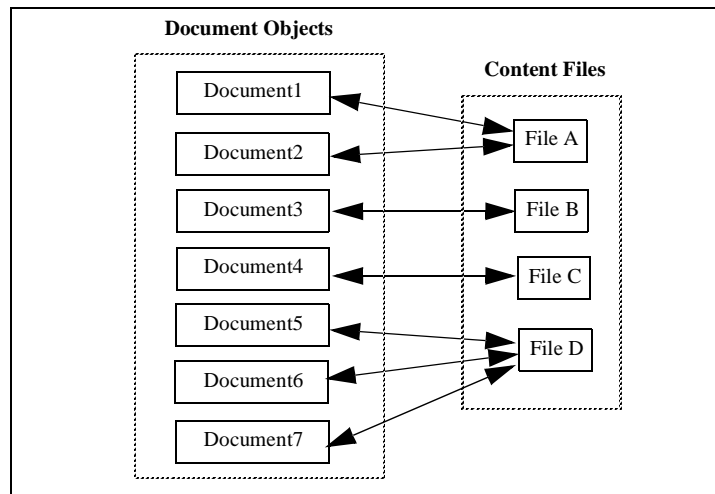 Document Objects
Document1
Document2
Document3
Document4
Document5
Document6
Document7
Content Files
File A
File B
File C
File D